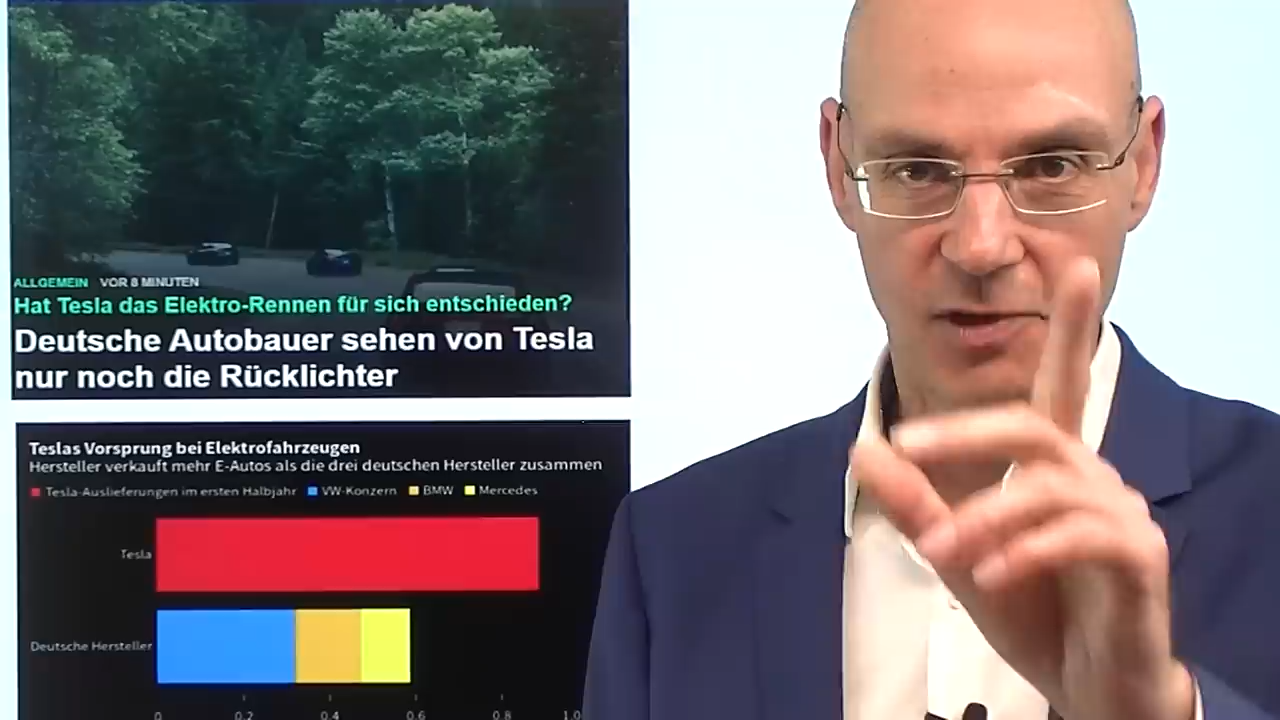 ALLGEMEIN VOR 8 MINUTEN
Hat Tesla das Elektro-Rennen für sich entschieden?
Deutsche Autobauer sehen von Tesla
nur noch die Rücklichter
Teslas Vorsprung bei Elektrofahrzeugen
Hersteller verkauft mehr E-Autos als die drei deutschen Hersteller zusammen
Tesla-Auslieferungen im ersten Halbjahr VW-Konzern BMW Mercedes
Tesla
Deutsche Hersteller
0 0.2 0.4 0.6 0.8 1.0